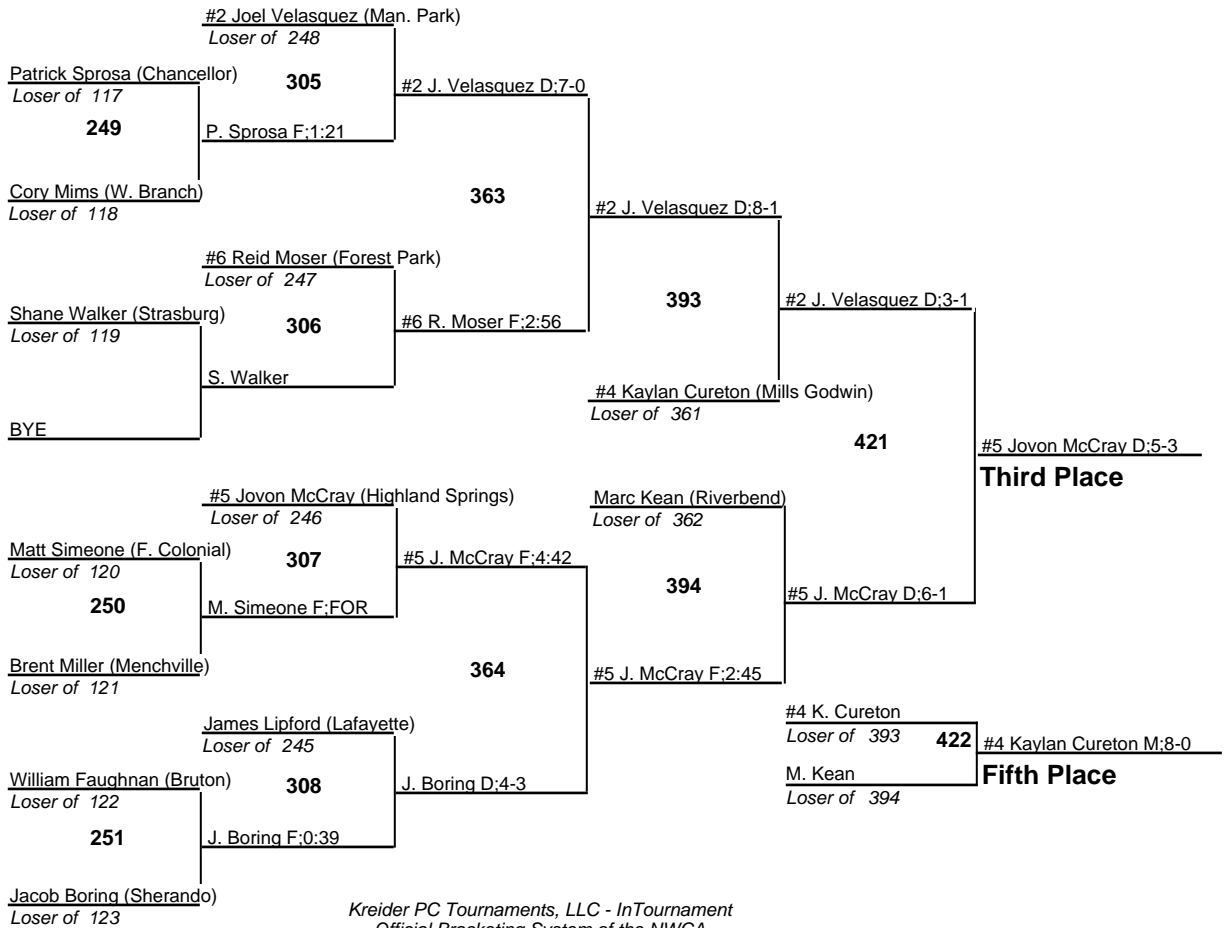 #2 Joel Velasquez (Man. Park)
Loser of 248
Patrick Sprosa (Chancellor)
Loser of 117
305
#2 J. Velasquez D;7-0
249
P. Sprosa F;1:21
Cory Mims (W. Branch)
Loser of 118
363
#2 J. Velasquez D;8-1
#6 Reid Moser (Forest Park)
Loser of 247
Shane Walker (Strasburg)
Loser of 119
306
#6 R. Moser F;2:56
393
#2 J. Velasquez D;3-1
S. Walker
BYE
#4 Kaylan Cureton (Mills Godwin)
Loser of 361
421
#5 Jovon McCray D;5-3
Third Place
#5 Jovon McCray (Highland Springs)
Loser of 246
Marc Kean (Riverbend)
Loser of 362
Matt Simeone (F. Colonial)
Loser of 120
307
#5 J. McCray F;4:42
250
M. Simeone F;FOR
394
#5 J. McCray D;6-1
Brent Miller (Menchville)
Loser of 121
364
#5 J. McCray F;2:45
James Lipford (Lafayette)
Loser of 245
#4 K. Cureton
Loser of 393
422
#4 Kaylan Cureton M;8-0
Fifth Place
M. Kean
Loser of 394
William Faughnan (Bruton)
Loser of 122
308
J. Boring D;4-3
251
J. Boring F;0:39
Jacob Boring (Sherando)
Loser of 123
Kreider PC Tournaments, LLC - InTournament
Official Bracketing System of the NWCA